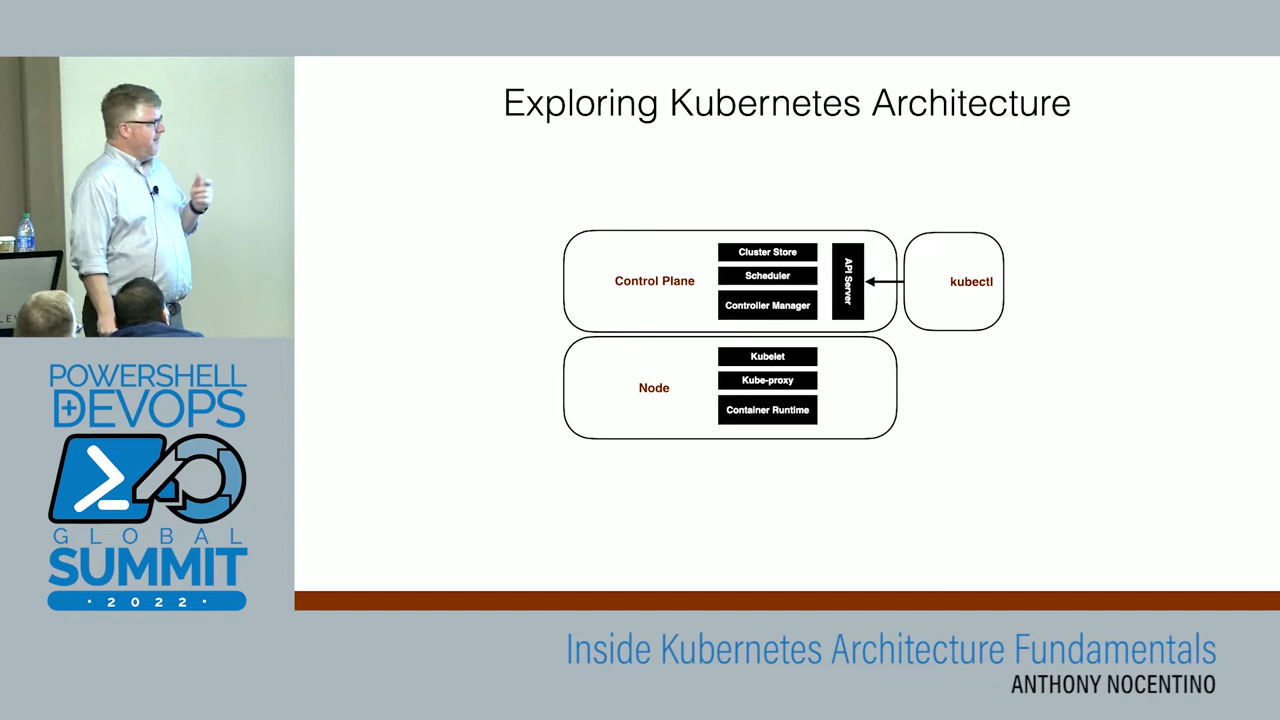 Exploring Kubernetes Architecture
Control Plane
Cluster Store
Scheduler
Controller Manager
API Server
kubectl
Node
Kubelet
Kube-proxy
Container Runtime
POWERSHELL
+DEVOPS
GLOBAL
SUMMIT
· 2022 ·
Inside Kubernetes Architecture Fundamentals
ANTHONY NOCENTINO